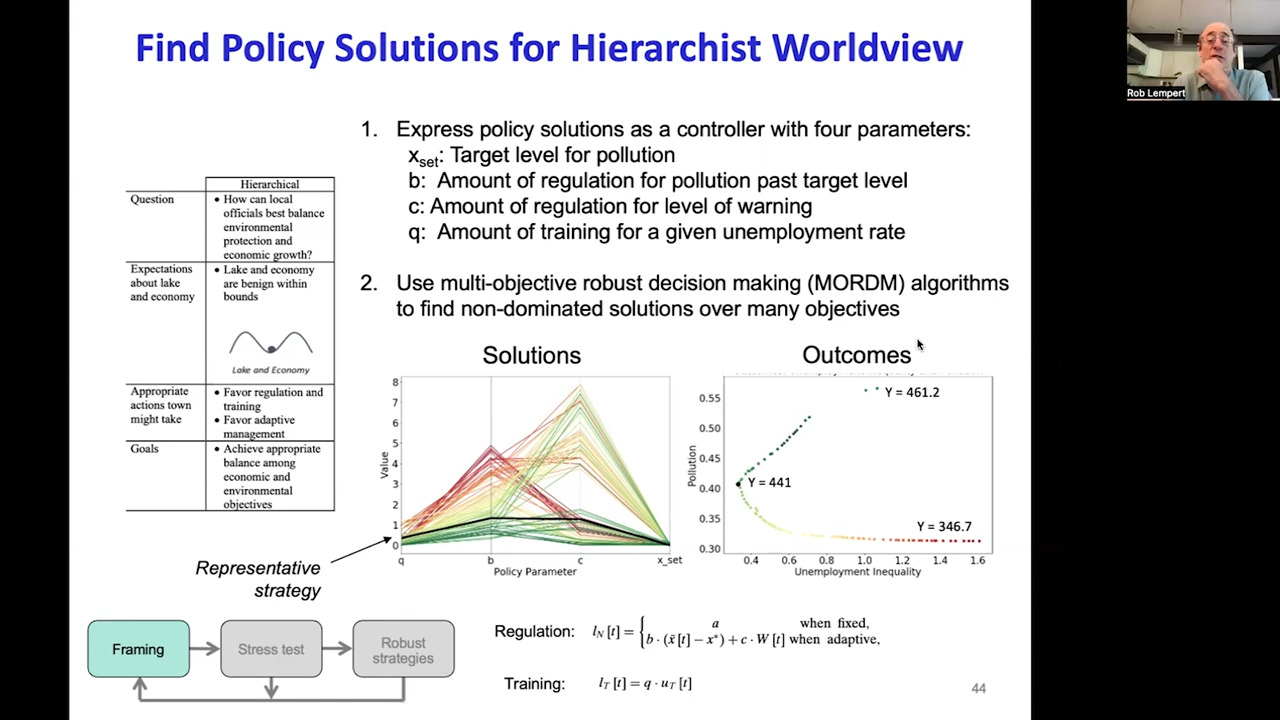 Find Policy Solutions for Hierarchist Worldview
Rob Lempert
1. Express policy solutions as a controller with four parameters:
xset: Target level for pollution
b: Amount of regulation for pollution past target level
c: Amount of regulation for level of warning
q: Amount of training for a given unemployment rate
2. Use multi-objective robust decision making (MORDM) algorithms
to find non-dominated solutions over many objectives
Hierarchical
Question
• How can local
officials best balance
environmental
protection and
economic growth?
Expectations
about lake
and economy
• Lake and economy
are benign within
bounds
Lake and Economy
Appropriate
actions town
might take
• Favor regulation and
training
• Favor adaptive
management
Goals
• Achieve appropriate
balance among
economic and
environmental
objectives
Solutions
8
7
6
5
4
3
2
1
0
Value
q b c x_set
Policy Parameter
Representative
strategy
Outcomes
0.55
0.50
0.45
0.40
0.35
0.30
Pollution
Y = 461.2
Y = 441
Y = 346.7
0.4 0.6 0.8 1.0 1.2 1.4 1.6
Unemployment Inequality
Framing
Stress test
Robust
strategies
Regulation: lN[t] = { a when fixed,
b · (x̄[t] − x*) + c · W[t] when adaptive,
Training: lT[t] = q · uT[t]
44